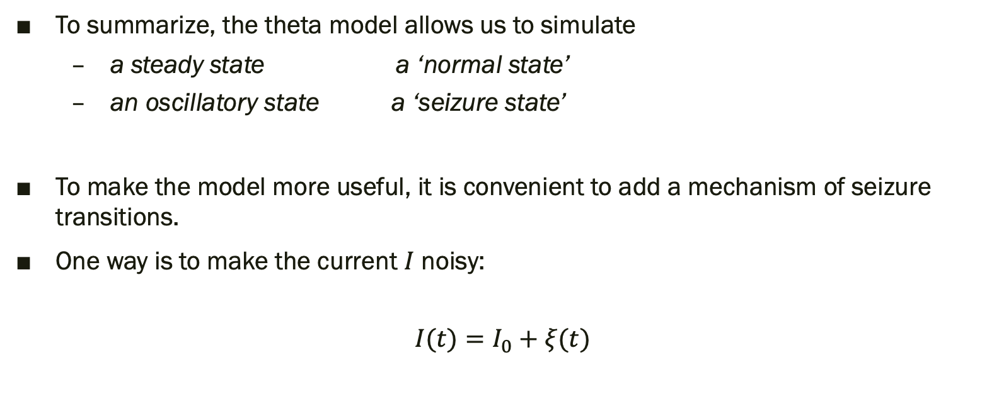 ■ To summarize, the theta model allows us to simulate
– a steady state a ‘normal state’
– an oscillatory state a ‘seizure state’
■ To make the model more useful, it is convenient to add a mechanism of seizure
transitions.
■ One way is to make the current I noisy:
I(t) = I₀ + ξ(t)